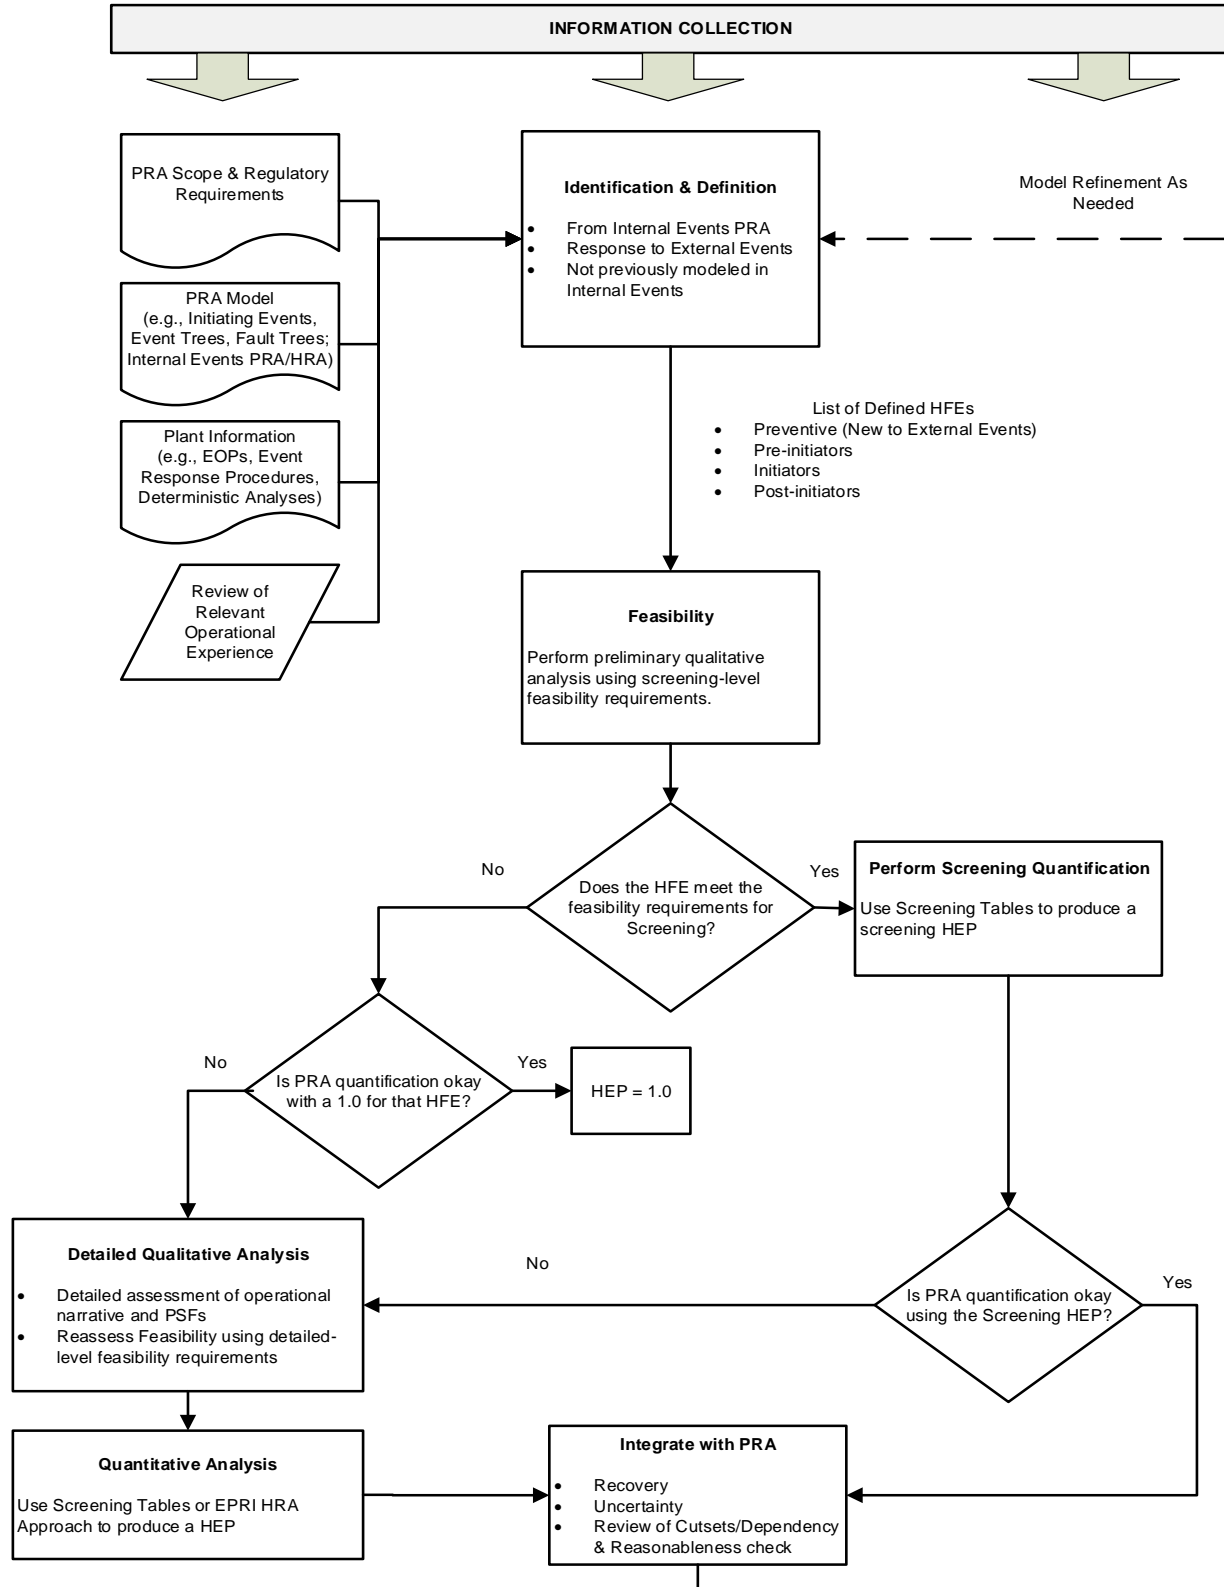 INFORMATION COLLECTION
PRA Scope & Regulatory
Requirements
PRA Model
(e.g., Initiating Events,
Event Trees, Fault Trees;
Internal Events PRA/HRA)
Plant Information
(e.g., EOPs, Event
Response Procedures,
Deterministic Analyses)
Review of
Relevant
Operational
Experience
Identification & Definition
• From Internal Events PRA
• Response to External Events
• Not previously modeled in
Internal Events
Model Refinement As
Needed
List of Defined HFEs
• Preventive (New to External Events)
• Pre-initiators
• Initiators
• Post-initiators
Feasibility
Perform preliminary qualitative
analysis using screening-level
feasibility requirements.
No
Does the HFE meet the
feasibility requirements for
Screening?
Yes
Perform Screening Quantification
Use Screening Tables to produce a
screening HEP
No
Is PRA quantification okay
with a 1.0 for that HFE?
Yes
HEP = 1.0
Detailed Qualitative Analysis
• Detailed assessment of operational
narrative and PSFs
• Reassess Feasibility using detailed-
level feasibility requirements
No
Is PRA quantification okay
using the Screening HEP?
Yes
Quantitative Analysis
Use Screening Tables or EPRI HRA
Approach to produce a HEP
Integrate with PRA
• Recovery
• Uncertainty
• Review of Cutsets/Dependency
& Reasonableness check